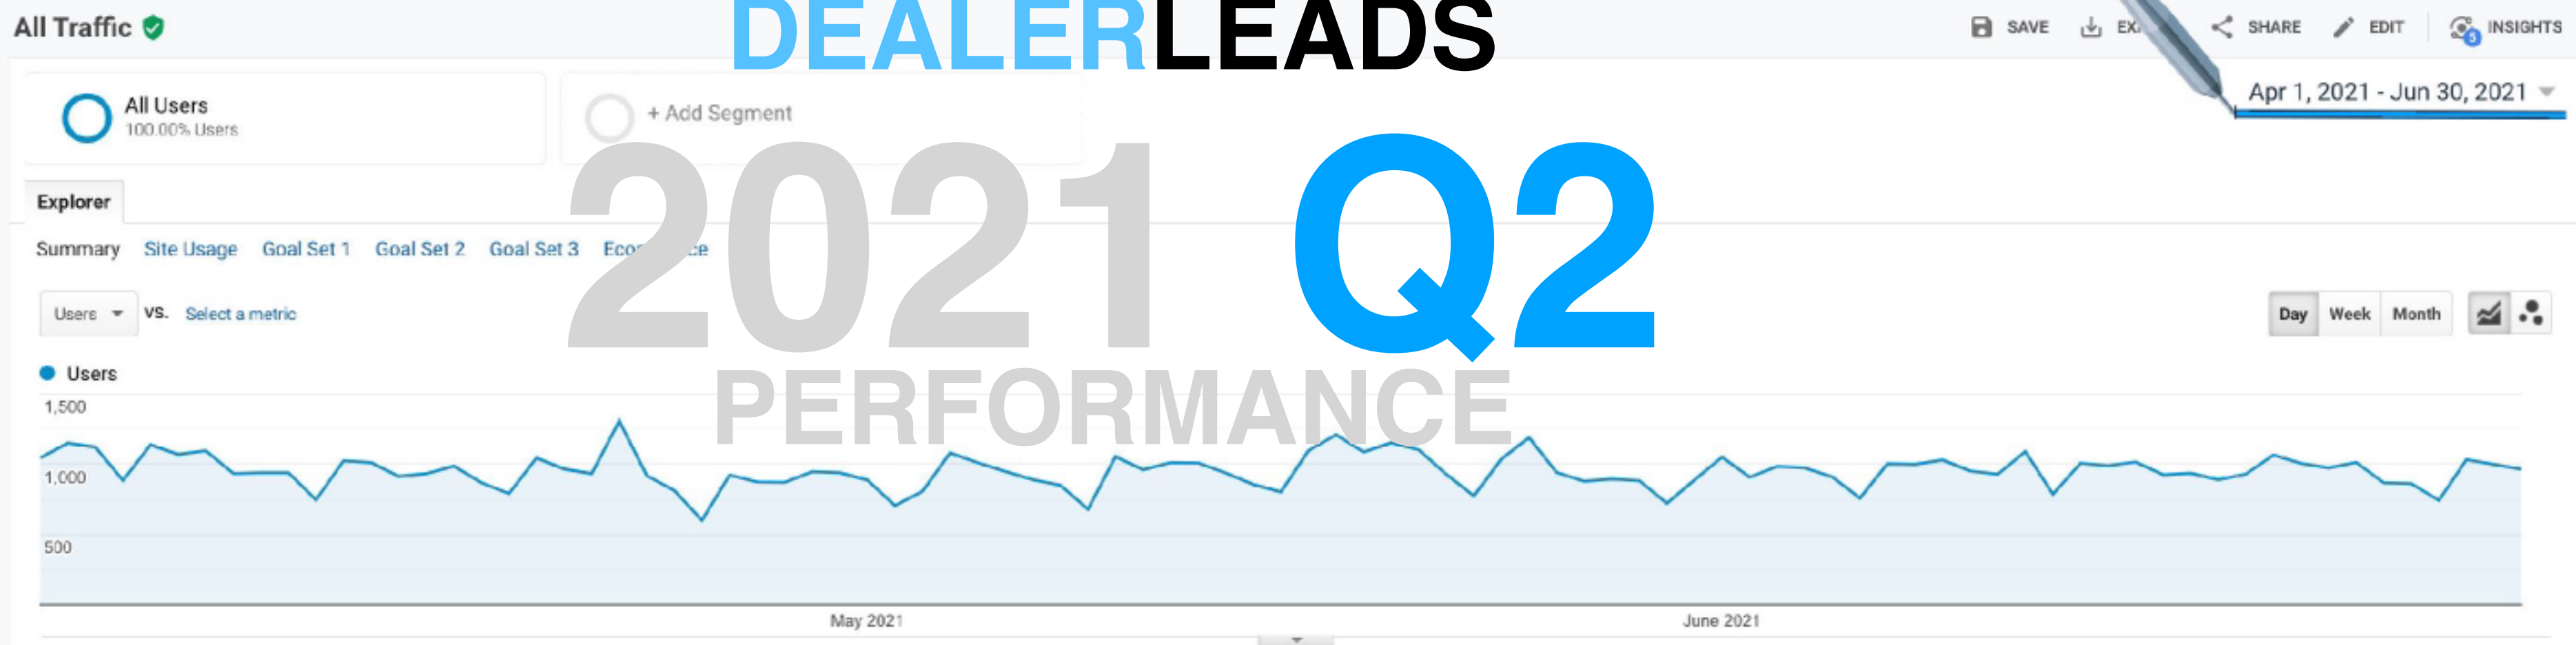 All Traffic
DEALERLEADS
SAVE
SHARE
EDIT
5
INSIGHTS
All Users
100.00% Users
+ Add Segment
Apr 1, 2021 - Jun 30, 2021
2021 Q2
Explorer
Summary Site Usage Goal Set 1 Goal Set 2 Goal Set 3
Users VS. Select a metric
Day Week Month
PERFORMANCE
Users
1,500
1,000
500
May 2021
June 2021